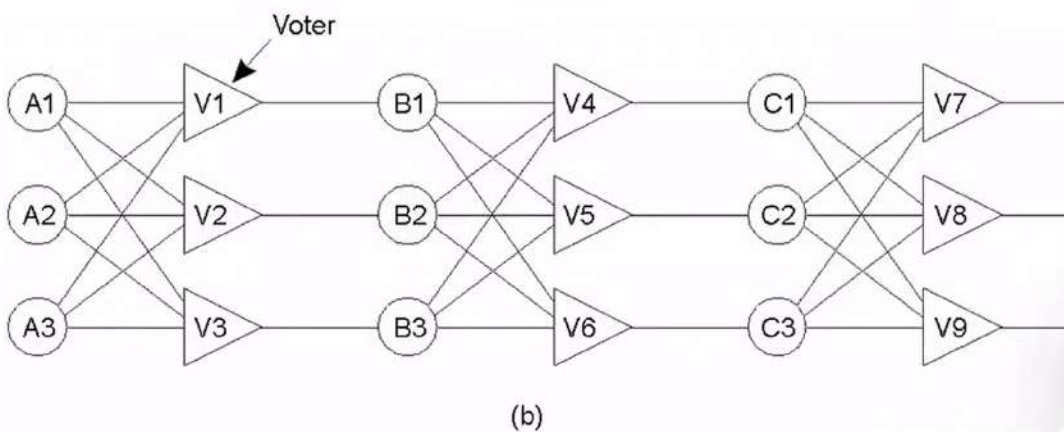 Voter
A1 V1 B1 V4 C1 V7
A2 V2 B2 V5 C2 V8
A3 V3 B3 V6 C3 V9
(b)